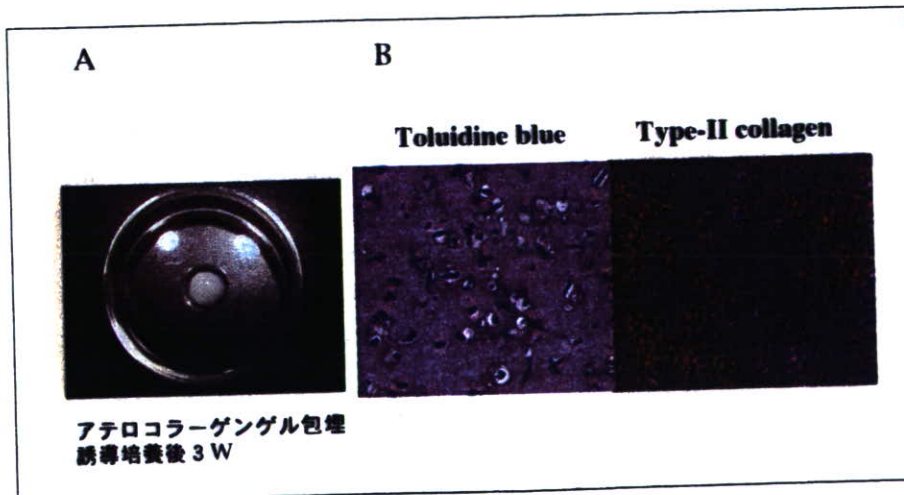 A
B
Toluidine blue
Type-II collagen
アテロコラーゲンゲル包埋
誘導培養後 3 W